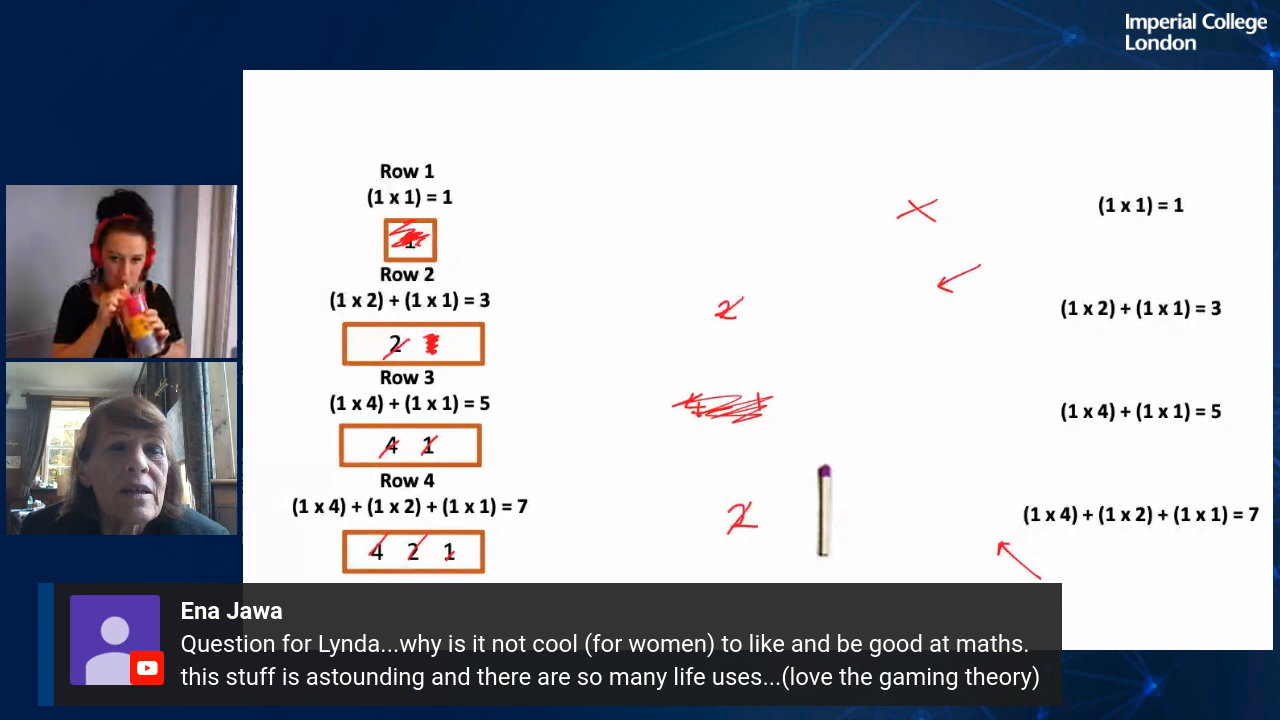 Imperial College
London
Row 1
(1 x 1) = 1
1
Row 2
(1 x 2) + (1 x 1) = 3
2
Row 3
(1 x 4) + (1 x 1) = 5
4 1
Row 4
(1 x 4) + (1 x 2) + (1 x 1) = 7
4 2 1
2
2
(1 x 1) = 1
(1 x 2) + (1 x 1) = 3
(1 x 4) + (1 x 1) = 5
(1 x 4) + (1 x 2) + (1 x 1) = 7
Ena Jawa
Question for Lynda...why is it not cool (for women) to like and be good at maths.
this stuff is astounding and there are so many life uses...(love the gaming theory)